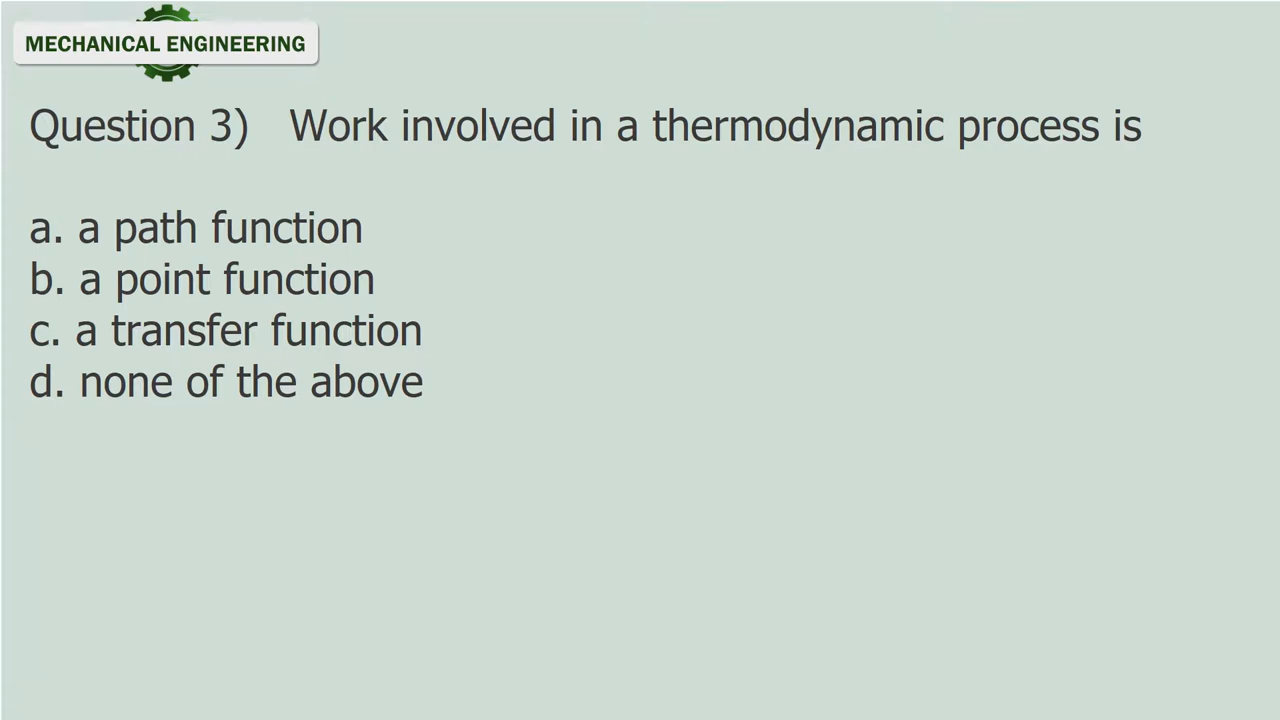 MECHANICAL ENGINEERING
Question 3) Work involved in a thermodynamic process is
a. a path function
b. a point function
c. a transfer function
d. none of the above